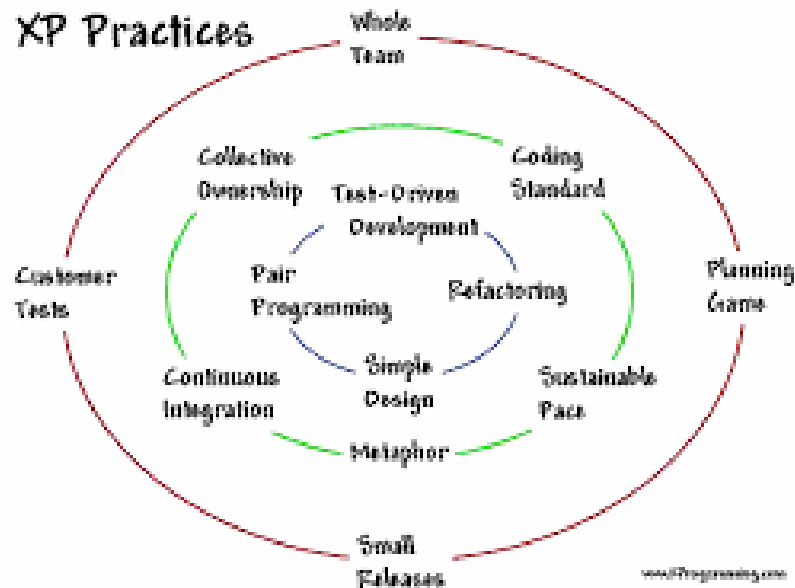 XP Practices
Whole
Team
Collective
Ownership
Coding
Standard
Test-Driven
Development
Customer
Tests
Pair
Programming
Refactoring
Planning
Game
Continuous
Integration
Simple
Design
Sustainable
Pace
Metaphor
Small
Releases